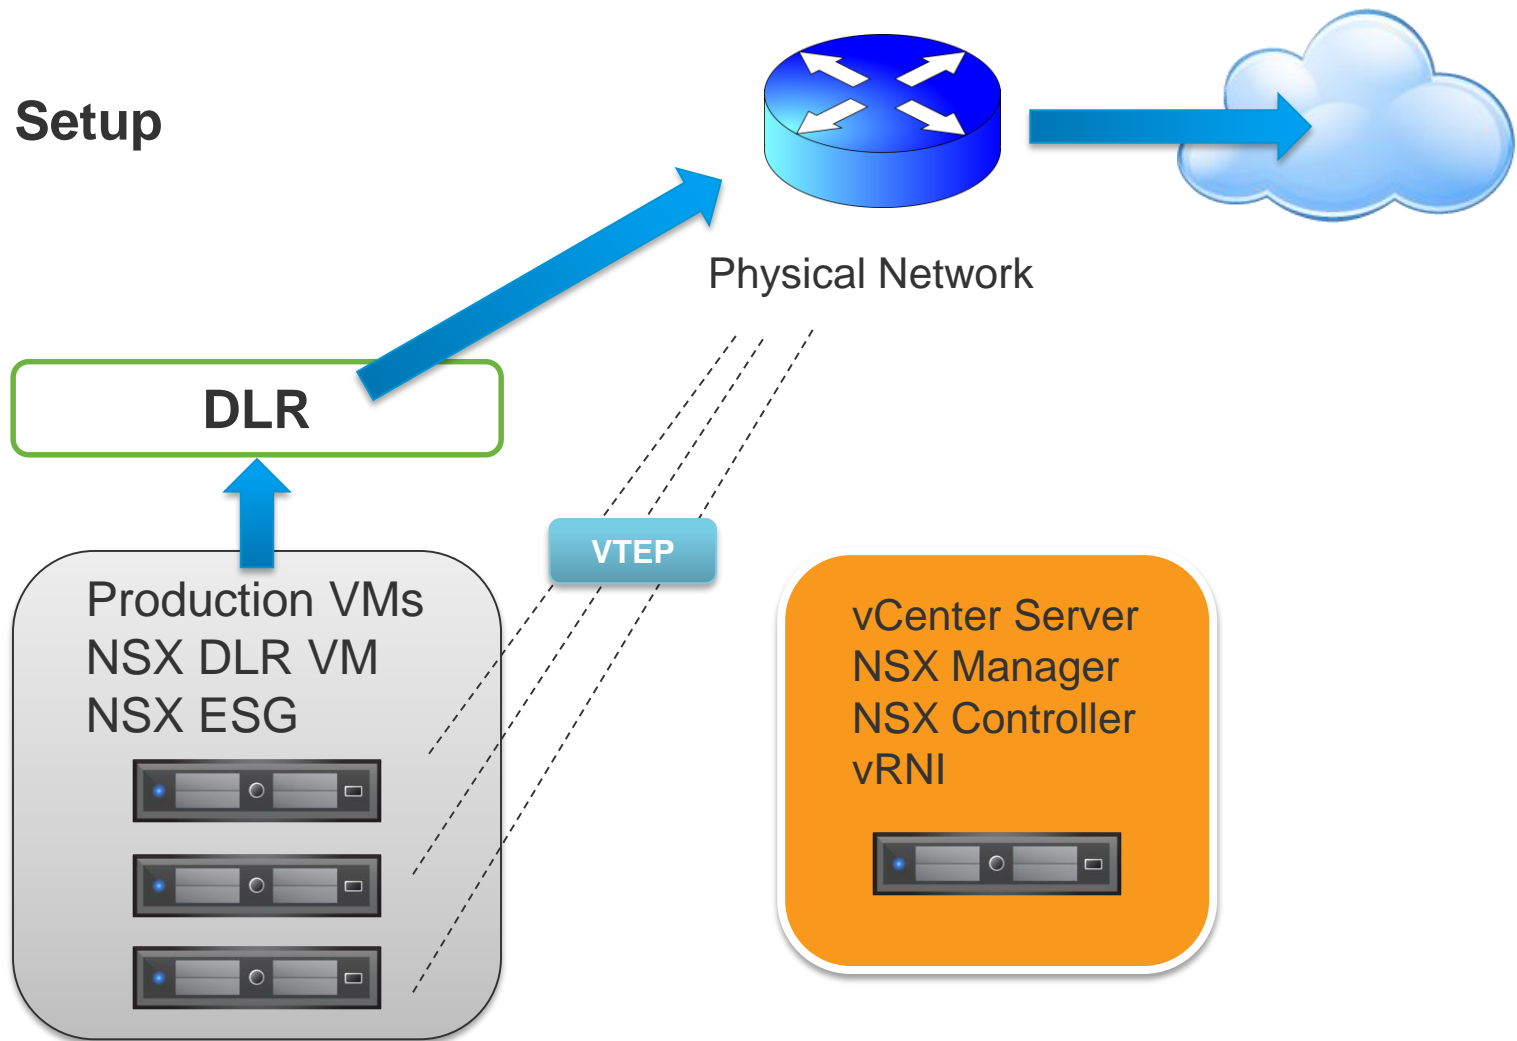 Setup
Physical Network
DLR
VTEP
Production VMs
NSX DLR VM
NSX ESG
vCenter Server
NSX Manager
NSX Controller
vRNI